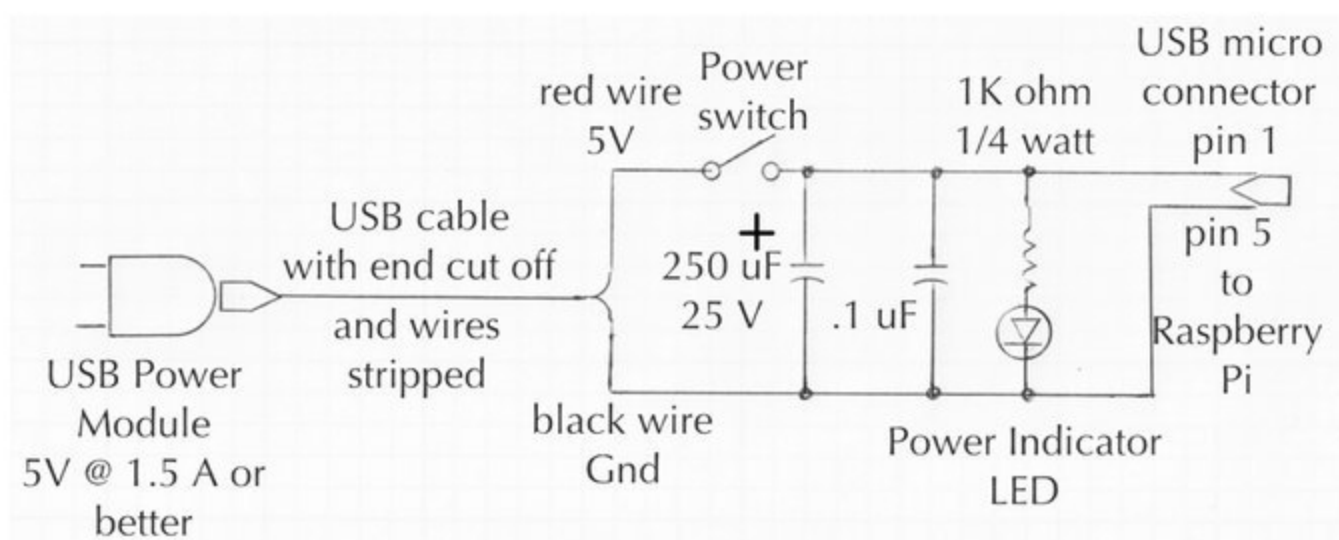 USB Power
Module
5V @ 1.5 A or
better
USB cable
with end cut off
and wires
stripped
red wire
5V
black wire
Gnd
Power
switch
+
250 uF
25 V
.1 uF
1K ohm
1/4 watt
Power Indicator
LED
USB micro
connector
pin 1
pin 5
to
Raspberry
Pi